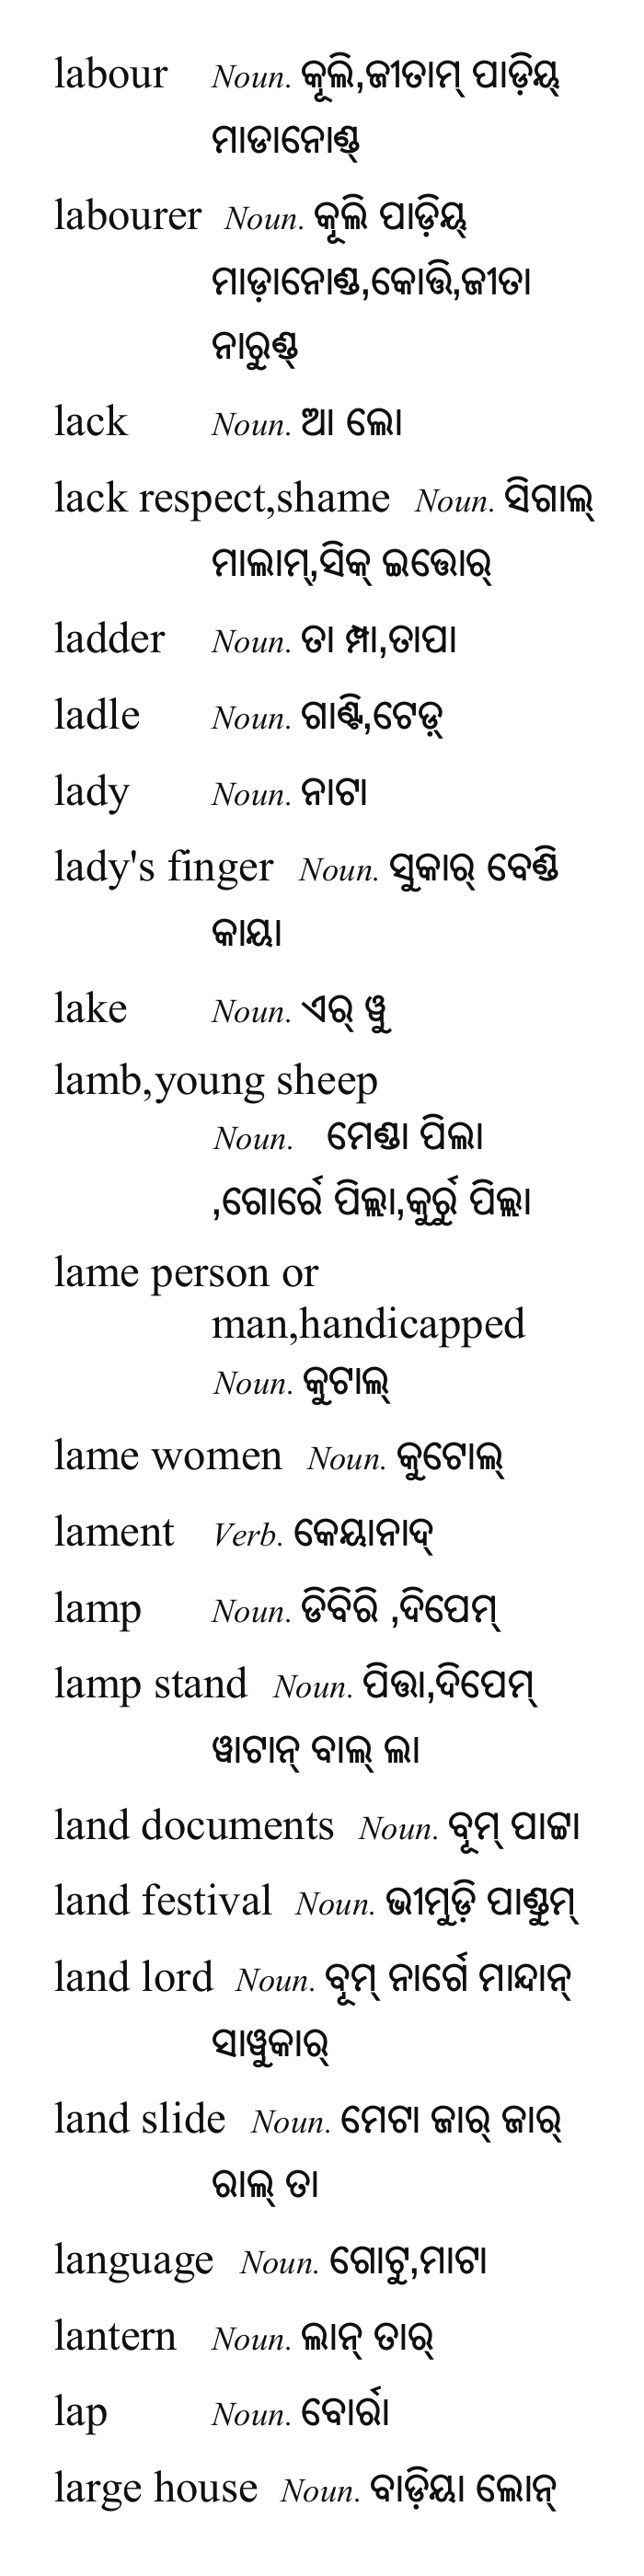 labour Noun. କୂଲି,ଜୀତାମ୍ ପାଡ଼ିୟ୍
ମାଡାନୋଣ୍ଡ୍
labourer Noun. କୂଲି ପାଡ଼ିୟ୍
ମାଡ଼ାନୋଣ୍ଡ,କୋତ୍ତି,ଜୀତା
ନାରୁଣ୍ଡ୍
lack Noun. ଆ ଲୋ
lack respect,shame Noun. ସିଗାଲ୍
ମାଲାମ୍,ସିକ୍ ଇତ୍ତୋର୍
ladder Noun. ତା ମ୍ପା,ତାପା
ladle Noun. ଗାଣ୍ଟି,ଟେଡ଼୍
lady Noun. ନାଟା
lady's finger Noun. ସୁକାର୍ ବେଣ୍ଡି
କାୟା
lake Noun. ଏର୍ ୱୁ
lamb,young sheep
Noun. ମେଣ୍ଡା ପିଲା
,ଗୋର୍ରେ ପିଲ୍ଲା,କୁର୍ରୁ ପିଲ୍ଲା
lame person or
man,handicapped
Noun. କୁଟାଲ୍
lame women Noun. କୁଟୋଲ୍
lament Verb. କେୟାନାଦ୍
lamp Noun. ଡିବିରି ,ଦିପେମ୍
lamp stand Noun. ପିତ୍ତା,ଦିପେମ୍
ୱାଟାନ୍ ବାଲ୍ ଲା
land documents Noun. ବୂମ୍ ପାଟ୍ଟା
land festival Noun. ଭୀମୁଡ଼ି ପାଣ୍ଡୁମ୍
land lord Noun. ବୂମ୍ ନାର୍ଗେ ମାନ୍ଦାନ୍
ସାୱୁକାର୍
land slide Noun. ମେଟା ଜାର୍ ଜାର୍
ରାଲ୍ ତା
language Noun. ଗୋଟୁ,ମାଟା
lantern Noun. ଲାନ୍ ତାର୍
lap Noun. ବୋର୍ରା
large house Noun. ବାଡ଼ିୟା ଲୋନ୍